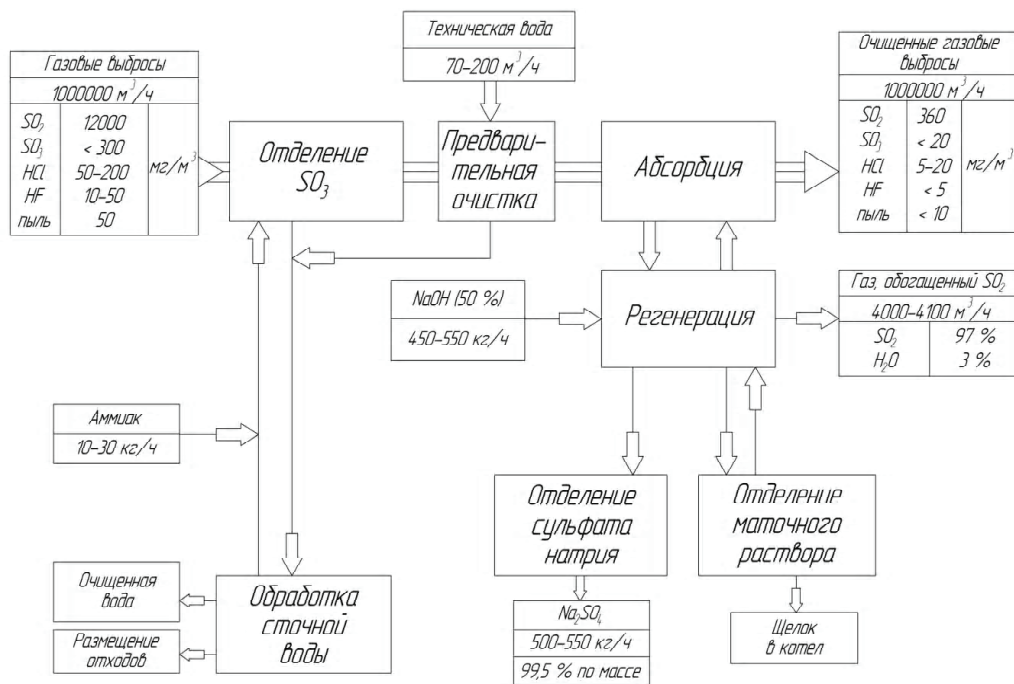 Техническая вода
70–200 м³/ч
Газовые выбросы
1000000 м³/ч
SO₂ 12000
SO₃ < 300
HCl 50–200 мг/м³
HF 10–50
пыль 50
Отделение
SO₃
Предвари-
тельная
очистка
Абсорбция
Очищенные газовые
выбросы
1000000 м³/ч
SO₂ 360
SO₃ < 20
HCl 5–20 мг/м³
HF < 5
пыль < 10
NaOH (50 %)
450–550 кг/ч
Регенерация
Газ, обогащенный SO₂
4000–4100 м³/ч
SO₂ 97 %
H₂O 3 %
Аммиак
10–30 кг/ч
Отделение
сульфата
натрия
Отделение
маточного
раствора
Очищенная
вода
Размещение
отходов
Обработка
сточной
воды
Na₂SO₄
500–550 кг/ч
99,5 % по массе
Щелок
в котел